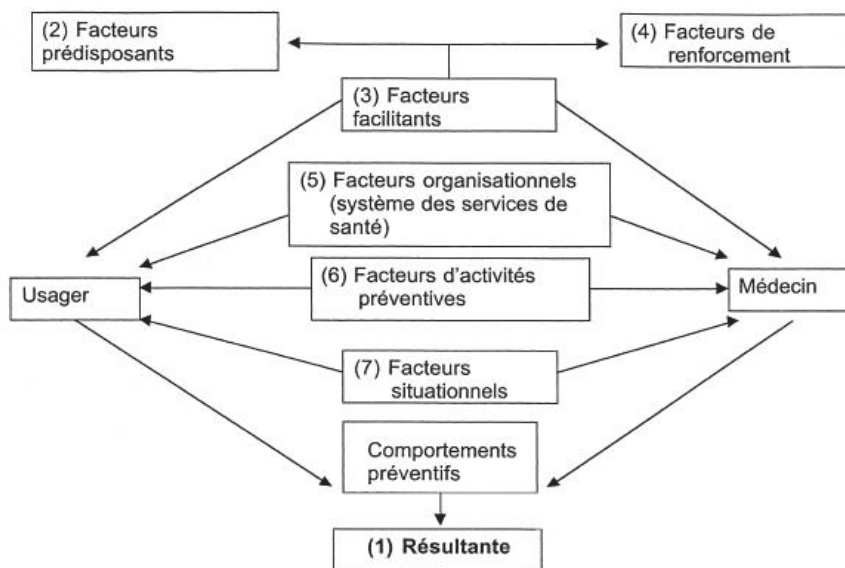 (2) Facteurs
prédisposants
(4) Facteurs de
renforcement
(3) Facteurs
facilitants
(5) Facteurs organisationnels
(système des services de
santé)
(6) Facteurs d'activités
préventives
Usager
Médecin
(7) Facteurs
situationnels
Comportements
préventifs
(1) Résultante